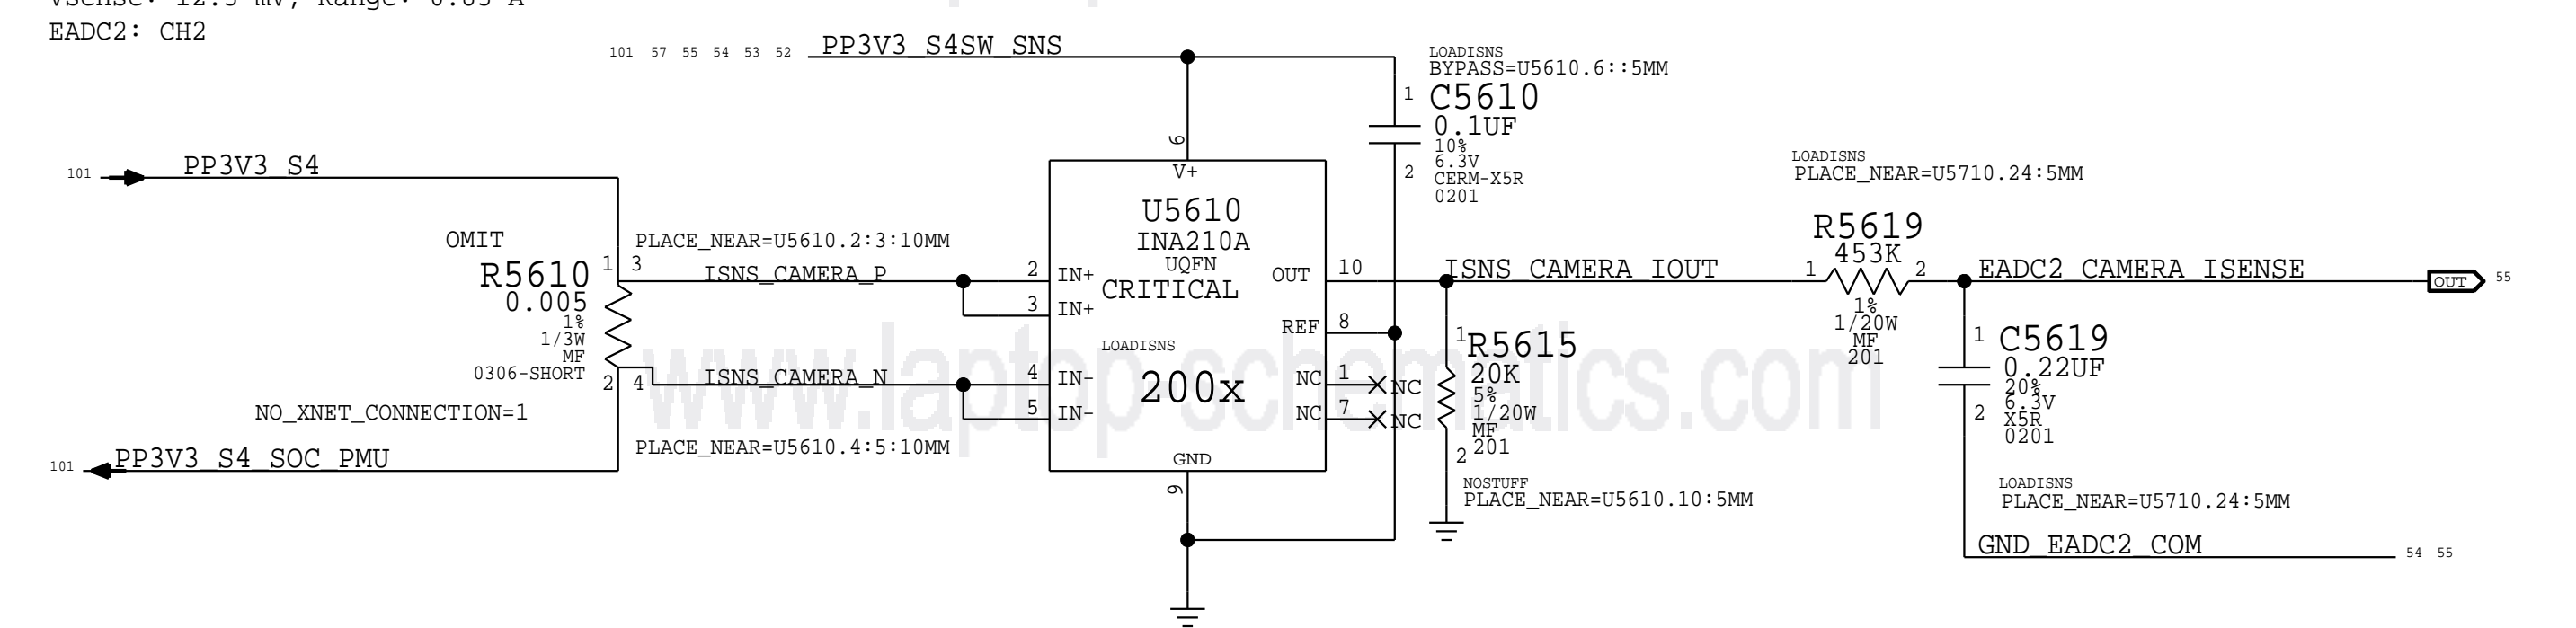 EADC2: CH2
101 57 55 54 53 52 PP3V3_S4SW_SNS
LOADISNS
BYPASS=U5610.6::5MM
1 C5610
0.1UF
10%
6.3V
2 CERM-X5R
0201
6
101 PP3V3_S4
V+
U5610
INA210A
UQFN
CRITICAL
LOADISNS
200x
OMIT
R5610
0.005
1%
1/3W
MF
0306-SHORT
1 3
2 4
NO_XNET_CONNECTION=1
101 PP3V3_S4_SOC_PMU
PLACE_NEAR=U5610.2:3:10MM
ISNS_CAMERA_P
2 IN+
3 IN+
ISNS_CAMERA_N
4 IN-
5 IN-
PLACE_NEAR=U5610.4:5:10MM
OUT 10
REF 8
NC 1 NC
NC 7 NC
GND
9
ISNS_CAMERA_IOUT
1 R5615
20K
5%
1/20W
MF
2 201
NOSTUFF
PLACE_NEAR=U5610.10:5MM
LOADISNS
PLACE_NEAR=U5710.24:5MM
R5619
453K
1 2
1%
1/20W
MF
201
EADC2_CAMERA_ISENSE
OUT 55
1 C5619
0.22UF
20%
6.3V
2 X5R
0201
LOADISNS
PLACE_NEAR=U5710.24:5MM
GND_EADC2_COM 54 55
www.laptop-schematics.com